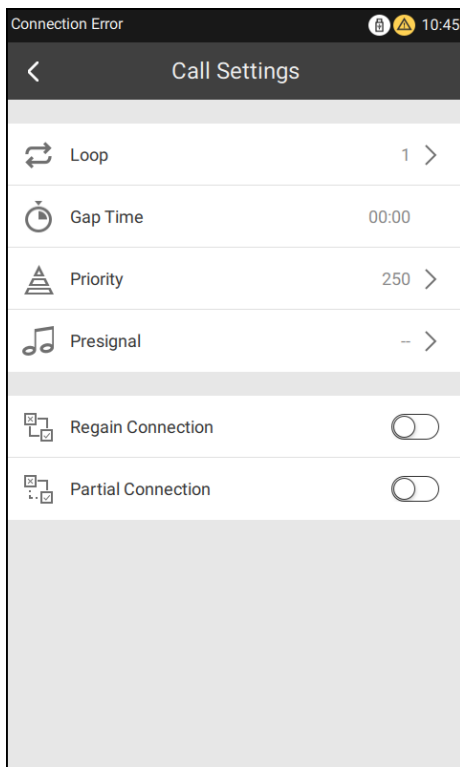 Connection Error 10:45
Call Settings
Loop 1
Gap Time 00:00
Priority 250
Presignal --
Regain Connection
Partial Connection